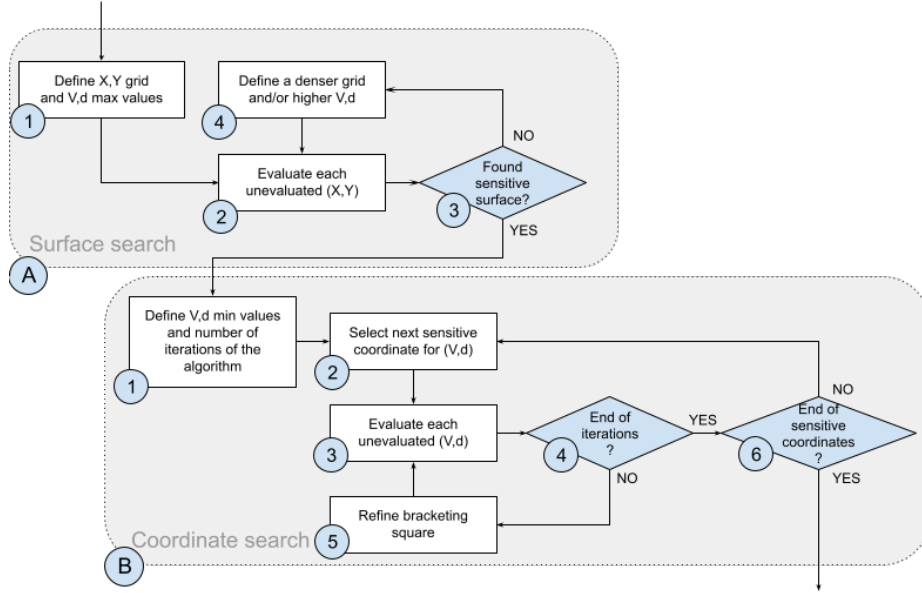 Define X,Y grid
and V,d max values
1
Define a denser grid
and/or higher V,d
4
NO
Evaluate each
unevaluated (X,Y)
2
Found
sensitive
surface?
3
YES
Surface search
A
Define V,d min values
and number of
iterations of the
algorithm
1
Select next sensitive
coordinate for (V,d)
2
NO
Evaluate each
unevaluated (V,d)
3
End of
iterations
?
4
YES
NO
End of
sensitive
coordinates
?
6
YES
Refine bracketing
square
5
Coordinate search
B